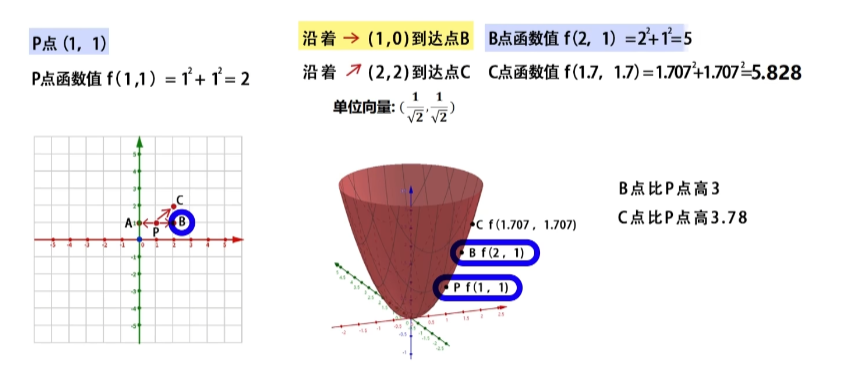 P点 (1, 1)
P点函数值 f(1,1) = 1²+ 1²= 2
沿着 → (1,0)到达点B
B点函数值 f(2, 1) =2²+1²=5
沿着 ↗ (2,2)到达点C
C点函数值 f(1.7, 1.7)=1.707²+1.707²=5.828
单位向量: (1/√2, 1/√2)
A
P
C
B
C f(1.707, 1.707)
B f(2, 1)
P f(1, 1)
B点比P点高3
C点比P点高3.78